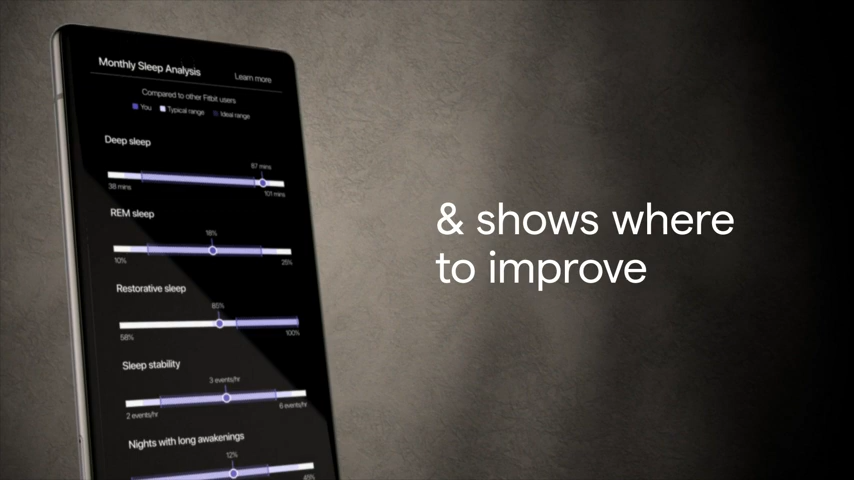 Monthly Sleep Analysis
Learn more
Compared to other Fitbit users
You
Typical range
Ideal range
Deep sleep
87 mins
38 mins
101 mins
REM sleep
18%
10%
25%
Restorative sleep
85%
58%
100%
Sleep stability
3 events/hr
2 events/hr
6 events/hr
Nights with long awakenings
12%
& shows where
to improve